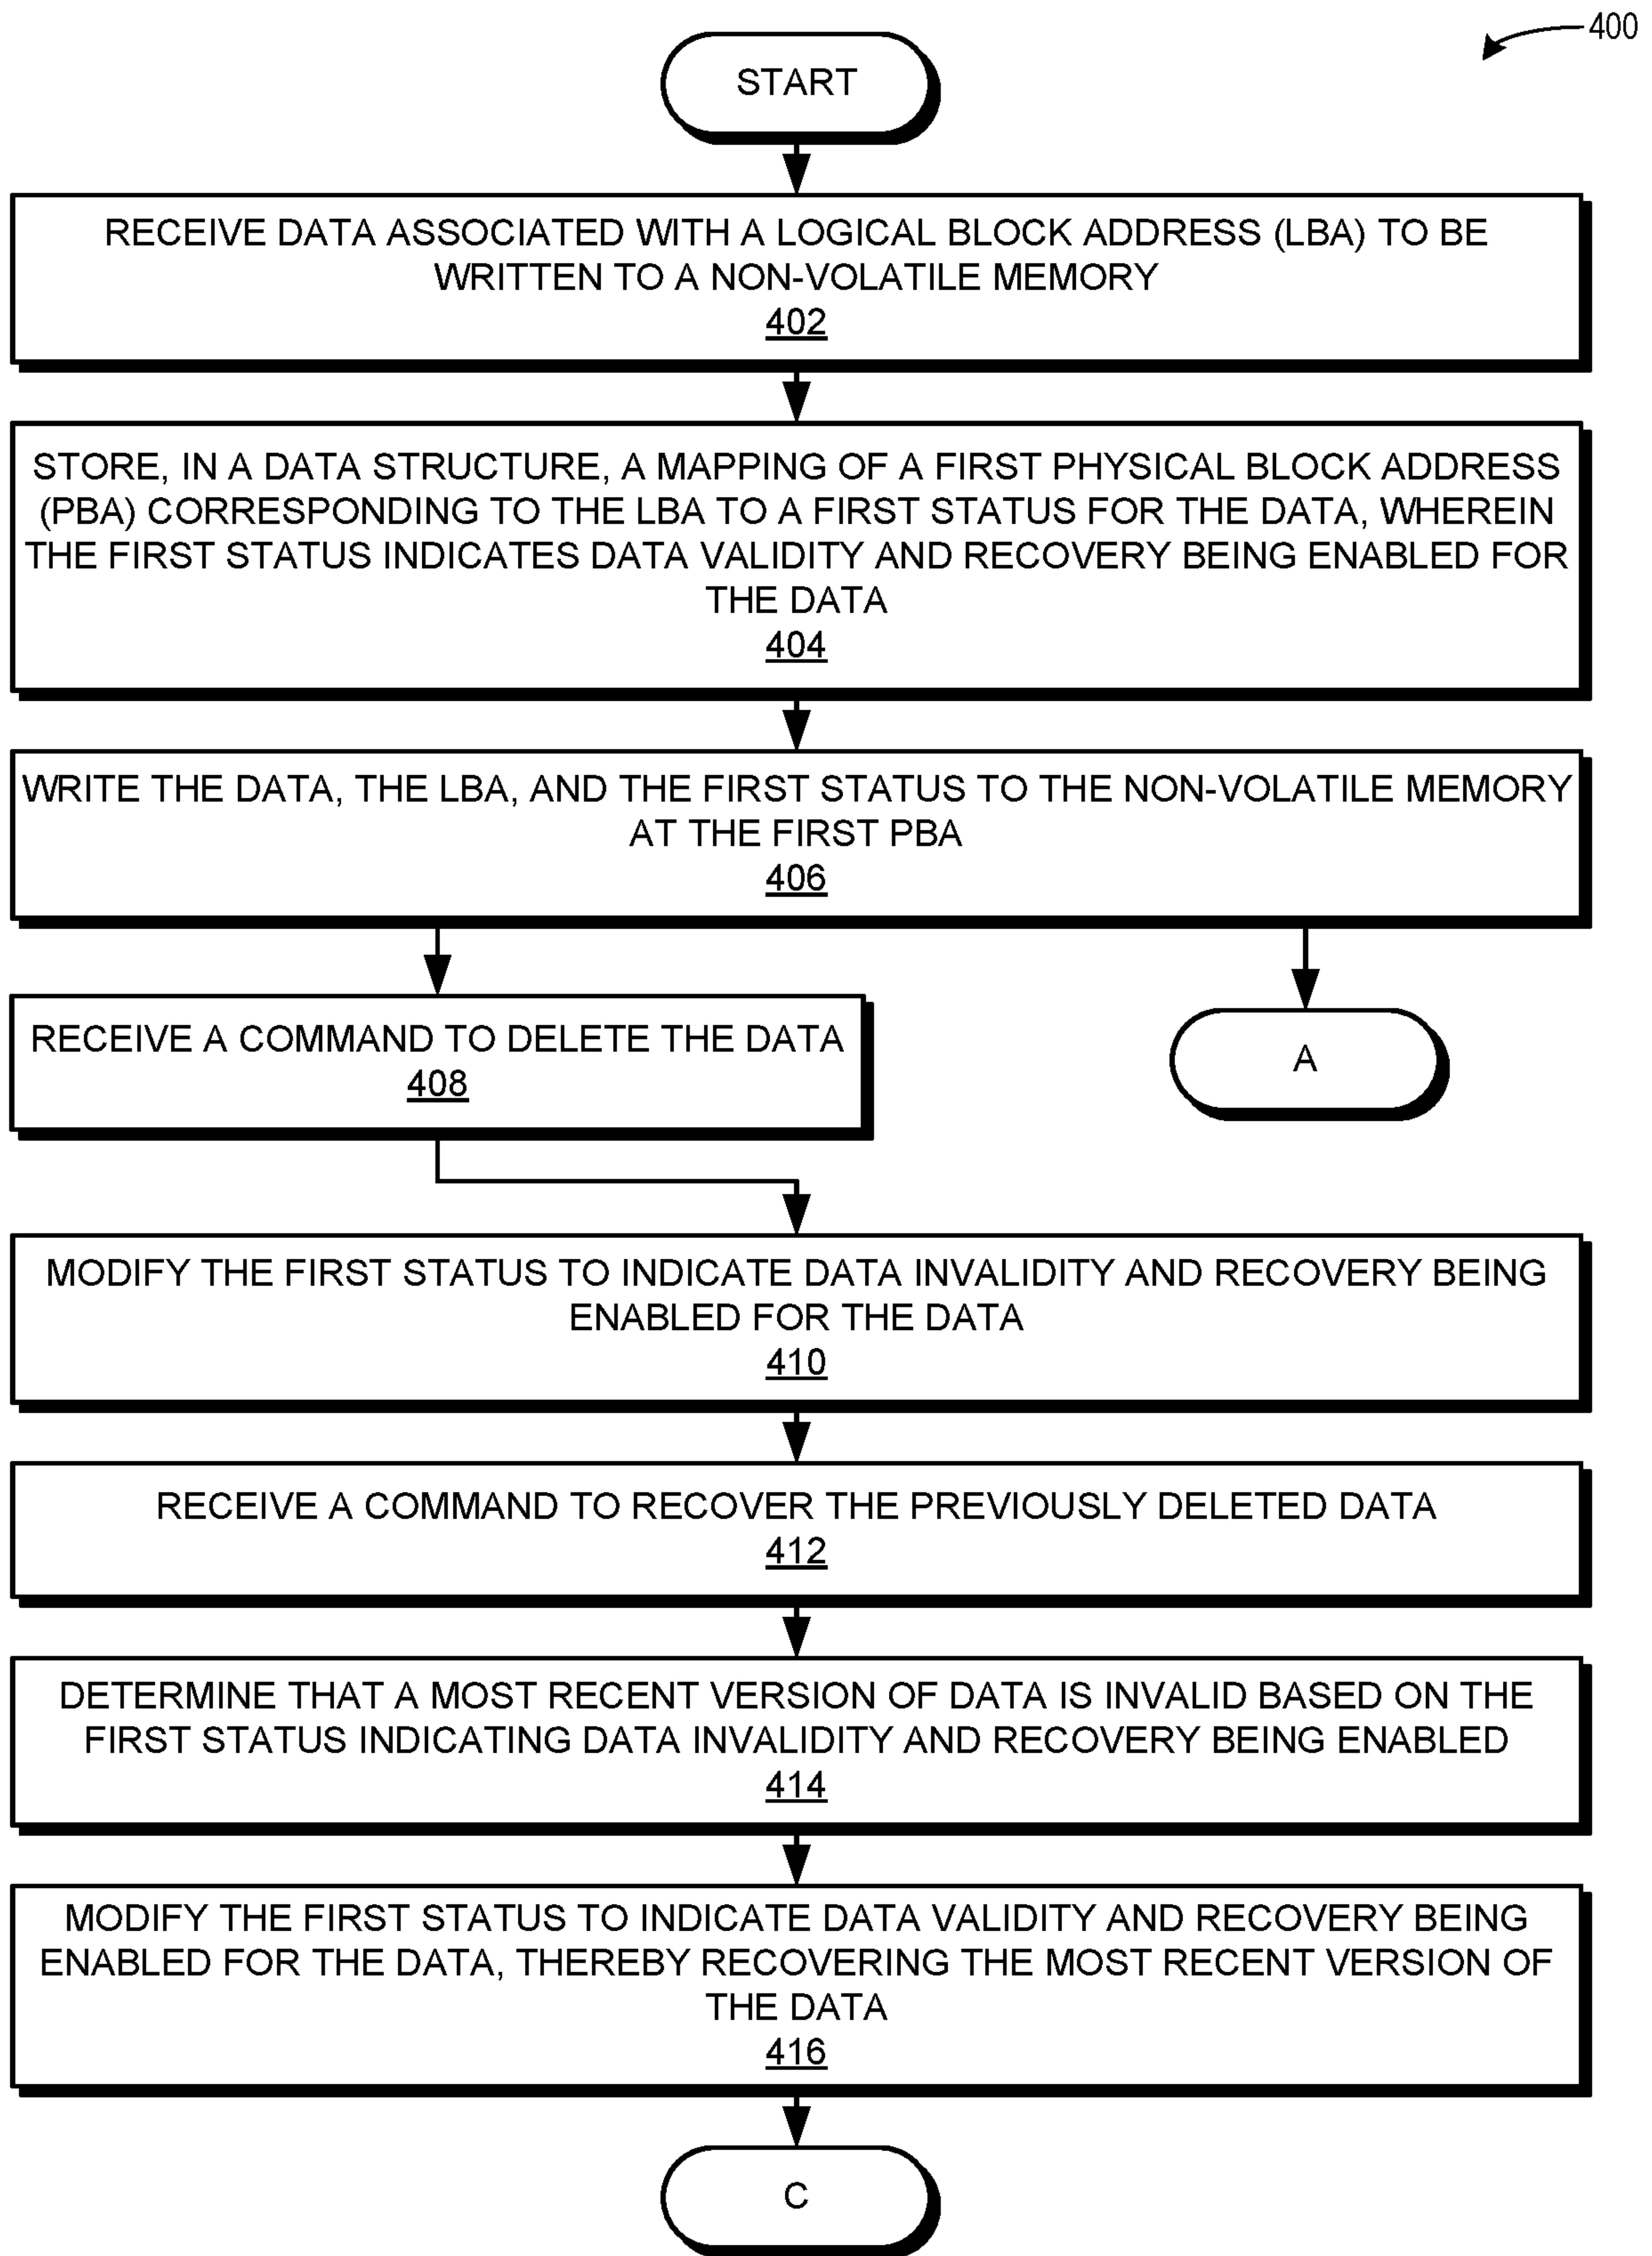 400
START
RECEIVE DATA ASSOCIATED WITH A LOGICAL BLOCK ADDRESS (LBA) TO BE
WRITTEN TO A NON-VOLATILE MEMORY
402
STORE, IN A DATA STRUCTURE, A MAPPING OF A FIRST PHYSICAL BLOCK ADDRESS
(PBA) CORRESPONDING TO THE LBA TO A FIRST STATUS FOR THE DATA, WHEREIN
THE FIRST STATUS INDICATES DATA VALIDITY AND RECOVERY BEING ENABLED FOR
THE DATA
404
WRITE THE DATA, THE LBA, AND THE FIRST STATUS TO THE NON-VOLATILE MEMORY
AT THE FIRST PBA
406
RECEIVE A COMMAND TO DELETE THE DATA
408
A
MODIFY THE FIRST STATUS TO INDICATE DATA INVALIDITY AND RECOVERY BEING
ENABLED FOR THE DATA
410
RECEIVE A COMMAND TO RECOVER THE PREVIOUSLY DELETED DATA
412
DETERMINE THAT A MOST RECENT VERSION OF DATA IS INVALID BASED ON THE
FIRST STATUS INDICATING DATA INVALIDITY AND RECOVERY BEING ENABLED
414
MODIFY THE FIRST STATUS TO INDICATE DATA VALIDITY AND RECOVERY BEING
ENABLED FOR THE DATA, THEREBY RECOVERING THE MOST RECENT VERSION OF
THE DATA
416
C